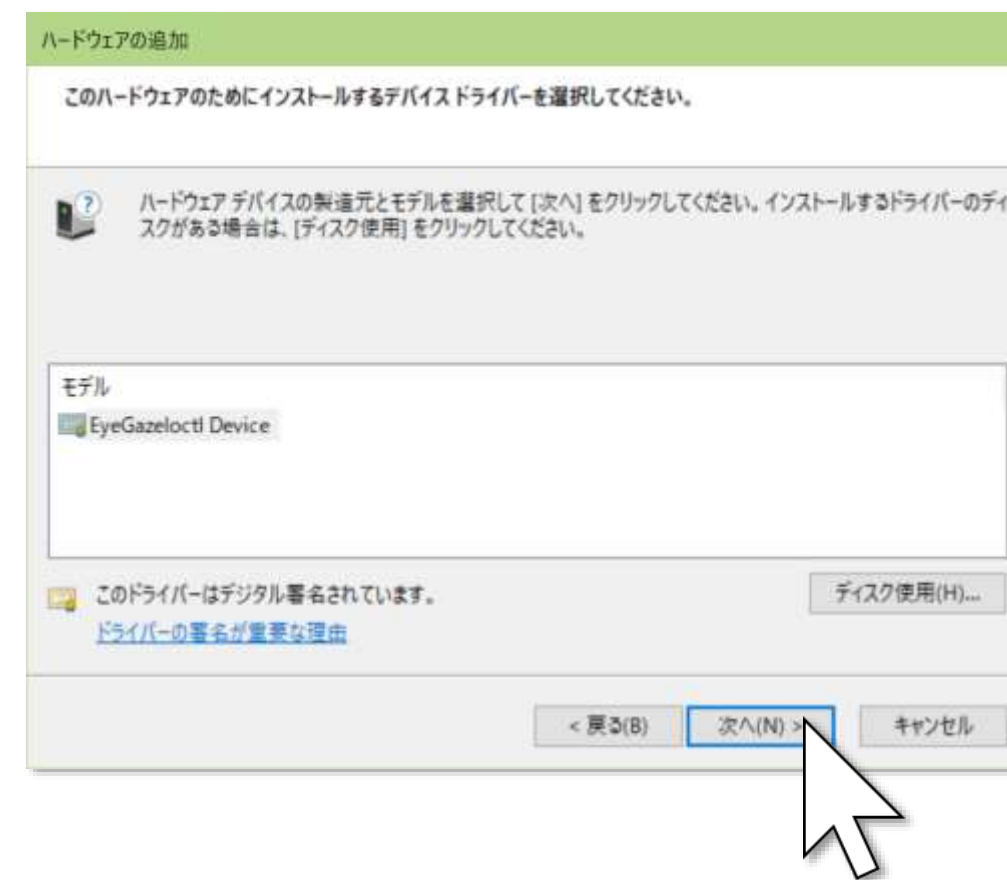 ハードウェアの追加
このハードウェアのためにインストールするデバイス ドライバーを選択してください。
ハードウェア デバイスの製造元とモデルを選択して [次へ] をクリックしてください。インストールするドライバーのディ
スクがある場合は、[ディスク使用] をクリックしてください。
モデル
EyeGazeIoctl Device
このドライバーはデジタル署名されています。
ディスク使用(H)...
ドライバーの署名が重要な理由
< 戻る(B) 次へ(N) > キャンセル